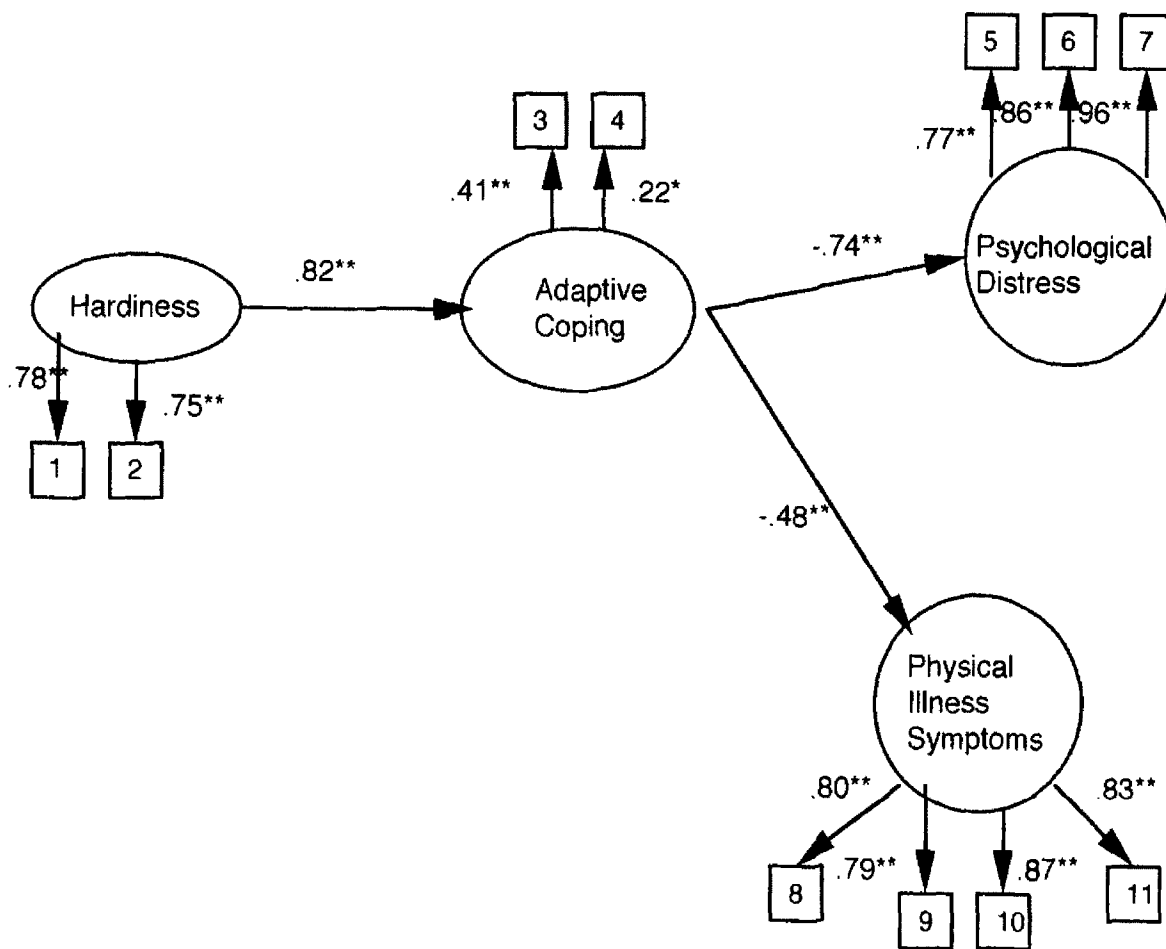 5 6 7
.77** .86** .96**
3 4
.41** .22*
-.74**
Psychological
Distress
.82**
Hardiness
Adaptive
Coping
.78** .75**
1 2
-.48**
Physical
Illness
Symptoms
.80** .83**
.79** .87**
8 9 10 11